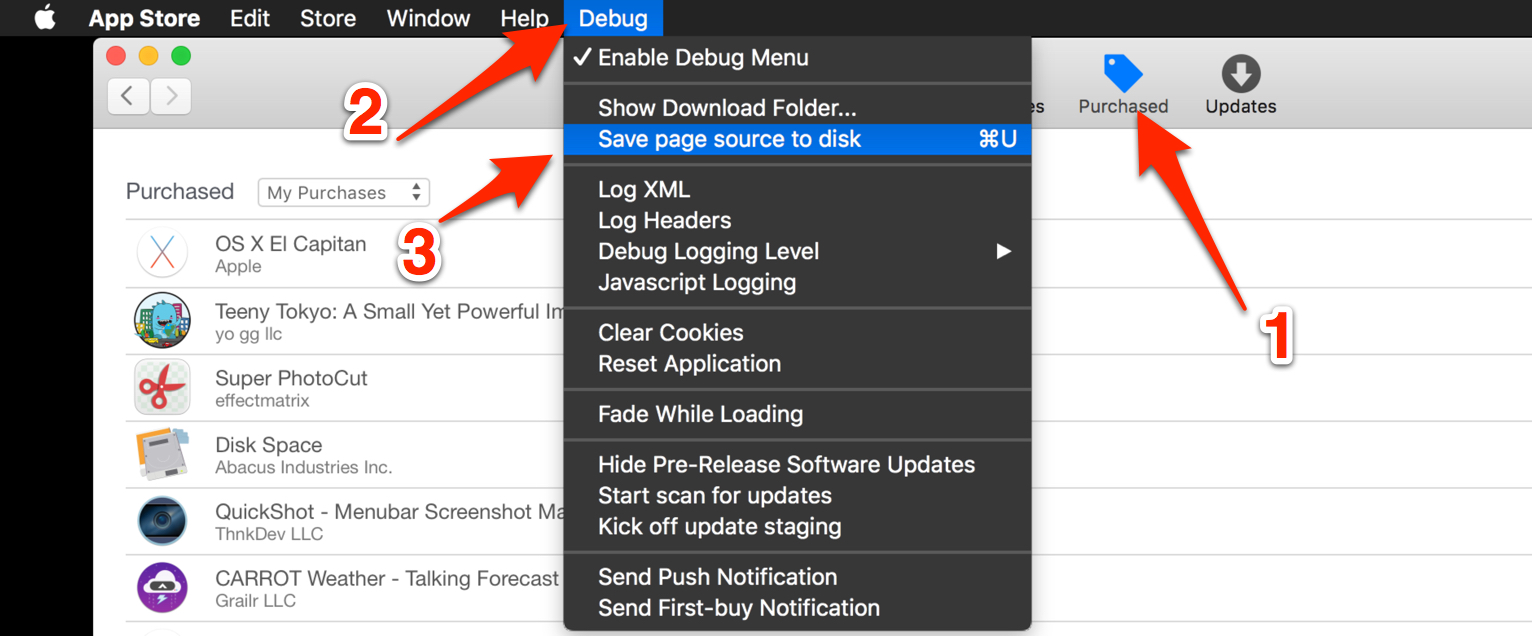 App Store Edit Store Window Help Debug
✓ Enable Debug Menu
Show Download Folder...
Save page source to disk ⌘U
Log XML
Log Headers
Debug Logging Level ▶
Javascript Logging
Clear Cookies
Reset Application
Fade While Loading
Hide Pre-Release Software Updates
Start scan for updates
Kick off update staging
Send Push Notification
Send First-buy Notification
es Purchased Updates
2
3
1
Purchased My Purchases
OS X El Capitan
Apple
Teeny Tokyo: A Small Yet Powerful Im
yo gg llc
Super PhotoCut
effectmatrix
Disk Space
Abacus Industries Inc.
QuickShot - Menubar Screenshot Ma
ThnkDev LLC
CARROT Weather - Talking Forecast
Grailr LLC